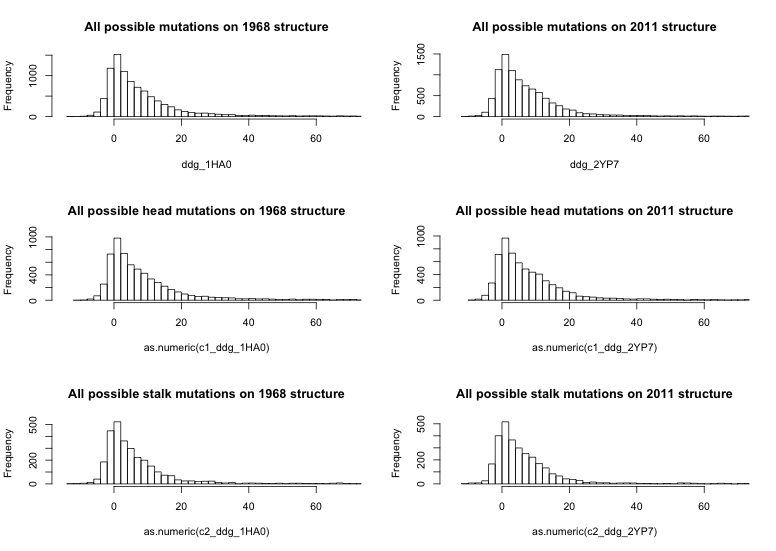 All possible mutations on 1968 structure
Frequency
0
1000
0
20
40
60
ddg_1HA0
All possible mutations on 2011 structure
Frequency
0
500
1500
0
20
40
60
ddg_2YP7
All possible head mutations on 1968 structure
Frequency
0
400
1000
0
20
40
60
as.numeric(c1_ddg_1HA0)
All possible head mutations on 2011 structure
Frequency
0
400
1000
0
20
40
60
as.numeric(c1_ddg_2YP7)
All possible stalk mutations on 1968 structure
Frequency
0
200
500
0
20
40
60
as.numeric(c2_ddg_1HA0)
All possible stalk mutations on 2011 structure
Frequency
0
200
500
0
20
40
60
as.numeric(c2_ddg_2YP7)